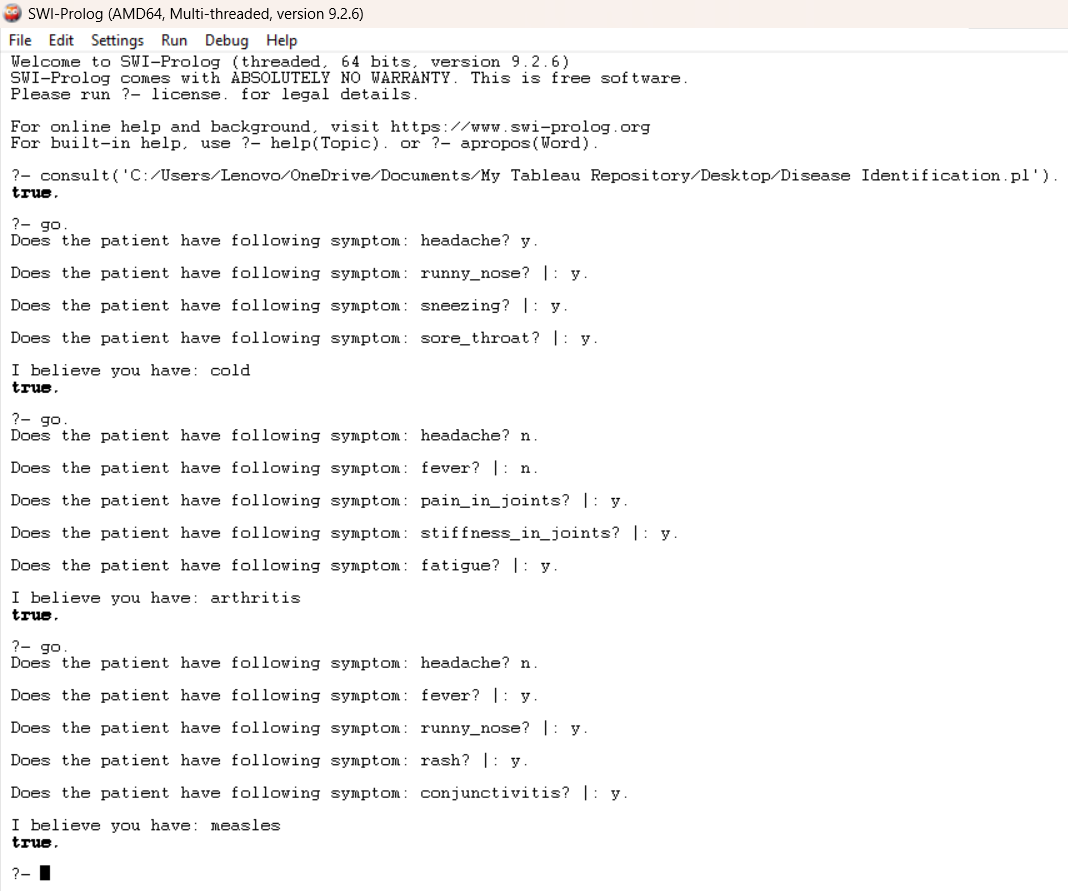 SWI-Prolog (AMD64, Multi-threaded, version 9.2.6)
File Edit Settings Run Debug Help
Welcome to SWI-Prolog (threaded, 64 bits, version 9.2.6)
SWI-Prolog comes with ABSOLUTELY NO WARRANTY. This is free software.
Please run ?- license. for legal details.
For online help and background, visit https://www.swi-prolog.org
For built-in help, use ?- help(Topic). or ?- apropos(Word).
?- consult('C:/Users/Lenovo/OneDrive/Documents/My Tableau Repository/Desktop/Disease Identification.pl').
true.
?- go.
Does the patient have following symptom: headache? y.
Does the patient have following symptom: runny_nose? |: y.
Does the patient have following symptom: sneezing? |: y.
Does the patient have following symptom: sore_throat? |: y.
I believe you have: cold
true.
?- go.
Does the patient have following symptom: headache? n.
Does the patient have following symptom: fever? |: n.
Does the patient have following symptom: pain_in_joints? |: y.
Does the patient have following symptom: stiffness_in_joints? |: y.
Does the patient have following symptom: fatigue? |: y.
I believe you have: arthritis
true.
?- go.
Does the patient have following symptom: headache? n.
Does the patient have following symptom: fever? |: y.
Does the patient have following symptom: runny_nose? |: y.
Does the patient have following symptom: rash? |: y.
Does the patient have following symptom: conjunctivitis? |: y.
I believe you have: measles
true.
?-